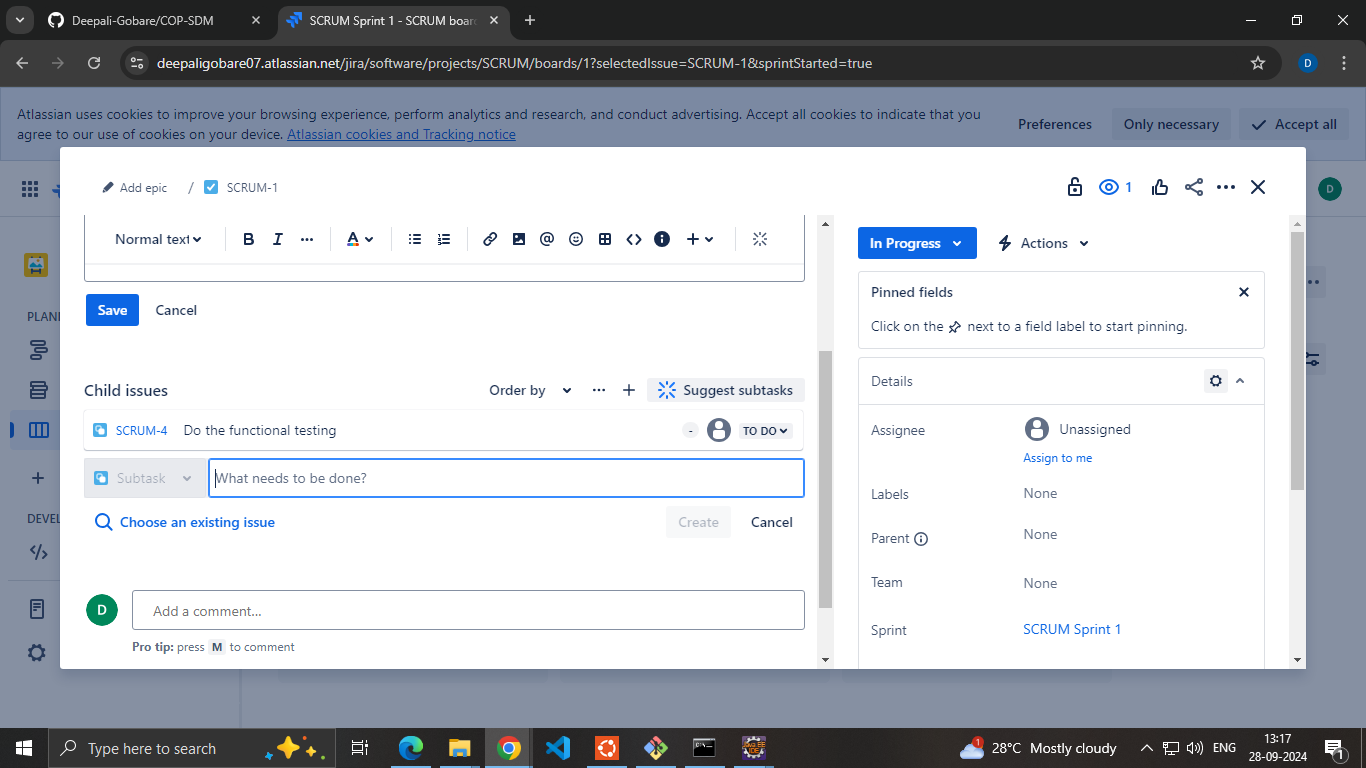 Deepali-Gobare/COP-SDM
SCRUM Sprint 1 - SCRUM board
deepaligobare07.atlassian.net/jira/software/projects/SCRUM/boards/1?selectedIssue=SCRUM-1&sprintStarted=true
D
Atlassian uses cookies to improve your browsing experience, perform analytics and research, and conduct advertising. Accept all cookies to indicate that you
agree to our use of cookies on your device. Atlassian cookies and Tracking notice
Preferences
Only necessary
Accept all
Add epic / SCRUM-1
1
D
Normal text
B I A
Save Cancel
Child issues
Order by
Suggest subtasks
SCRUM-4 Do the functional testing - TO DO
Subtask
What needs to be done?
Choose an existing issue
Create
Cancel
D
Add a comment…
Pro tip: press M to comment
In Progress
Actions
Pinned fields
Click on the next to a field label to start pinning.
Details
Assignee
Unassigned
Assign to me
Labels
None
Parent
None
Team
None
Sprint
SCRUM Sprint 1
PLANN
DEVEL
Type here to search
1
28°C Mostly cloudy
ENG
13:17
28-09-2024
1